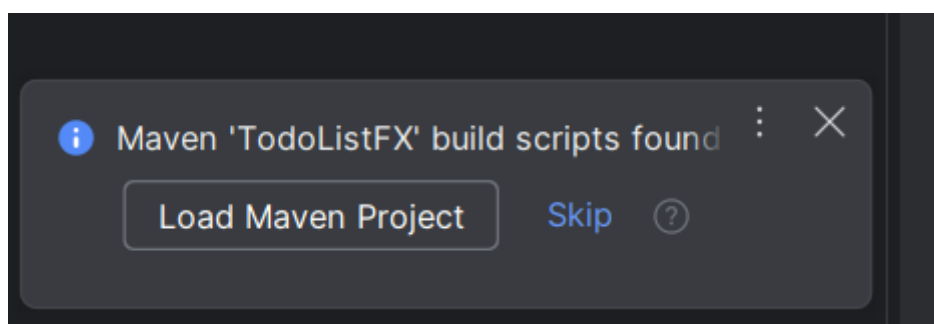 Maven 'TodoListFX' build scripts found
Load Maven Project Skip